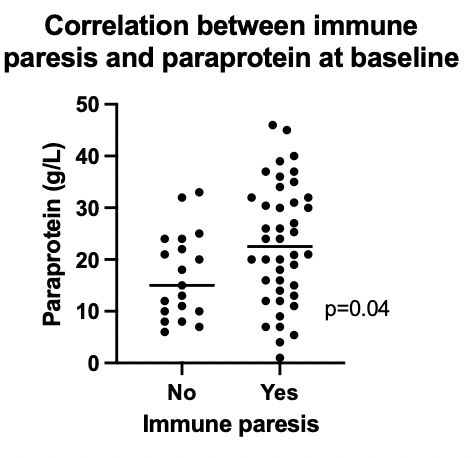 Correlation between immune
paresis and paraprotein at baseline
50
40
30
20
10
0
Paraprotein (g/L)
p=0.04
No Yes
Immune paresis